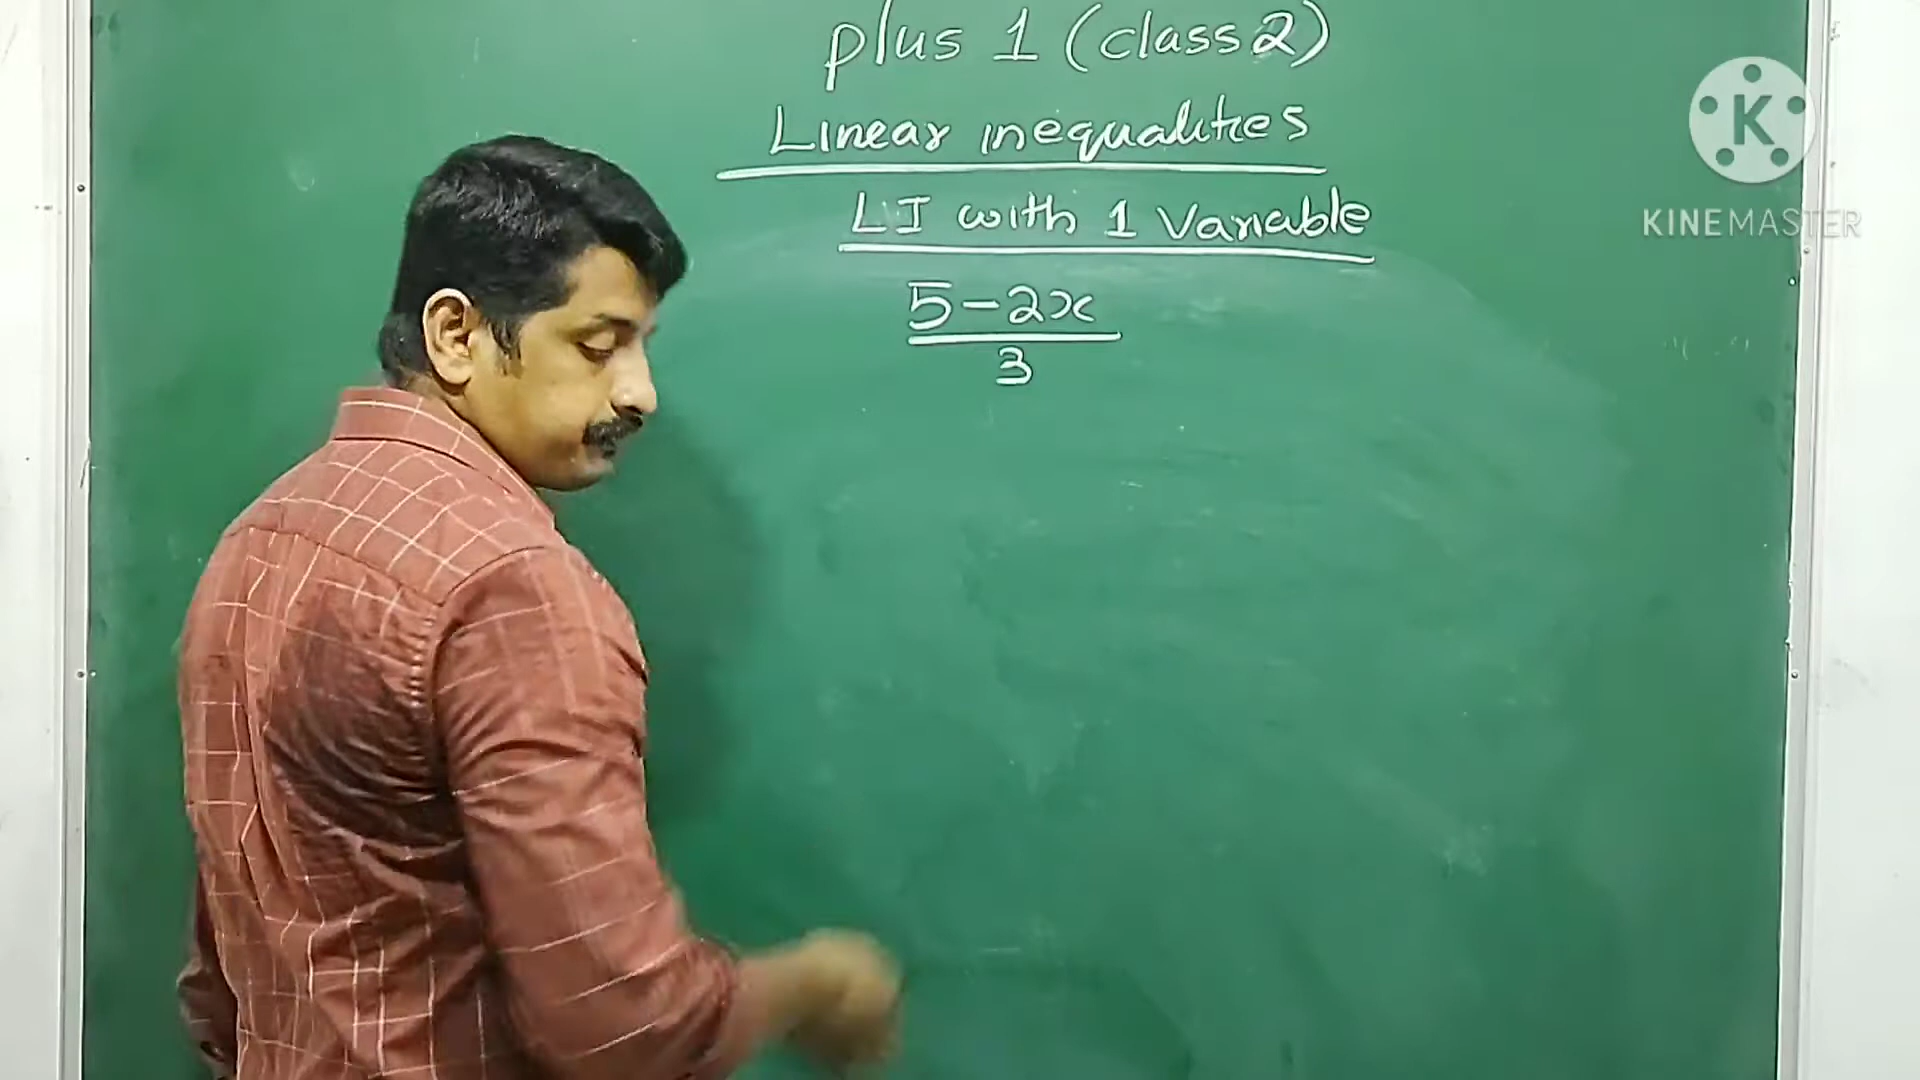 plus 1 (class 2)
Linear inequalities
LI with 1 Variable
5-2x
3
K
KINEMASTER